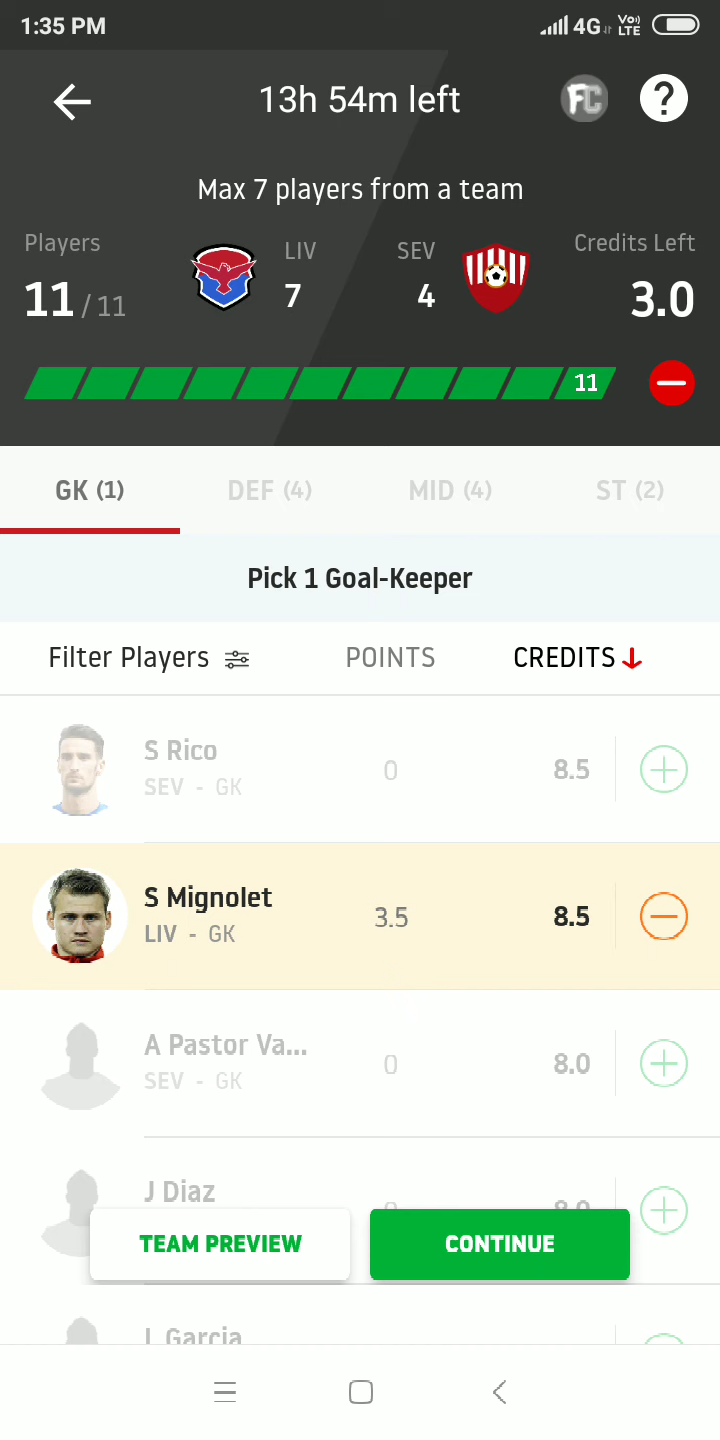 1:35 PM
4G
Vo)) LTE
13h 54m left
FC
?
Max 7 players from a team
Players
LIV
SEV
Credits Left
11 / 11
7
4
3.0
11
GK (1)
DEF (4)
MID (4)
ST (2)
Pick 1 Goal-Keeper
Filter Players
POINTS
CREDITS
S Rico
SEV - GK
0
8.5
S Mignolet
LIV - GK
3.5
8.5
A Pastor Va...
SEV - GK
0
8.0
J Diaz
0
8.0
TEAM PREVIEW
CONTINUE
L Garcia